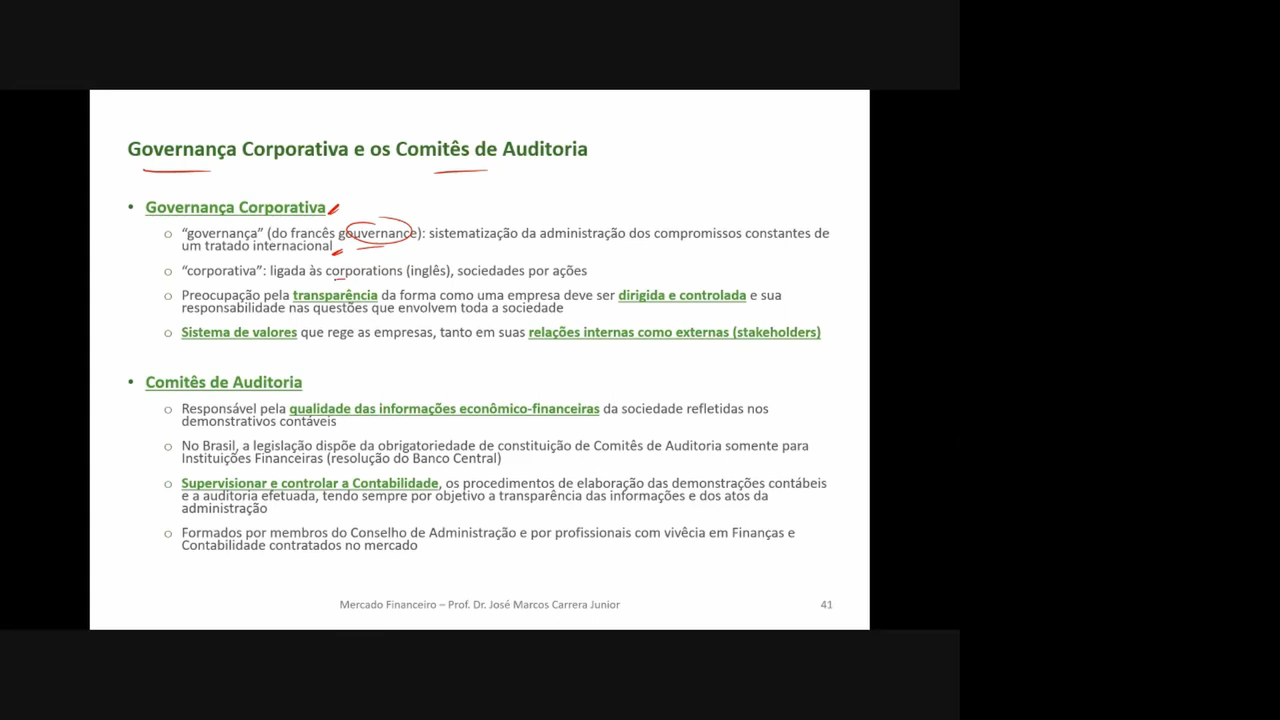 Governança Corporativa e os Comitês de Auditoria
• Governança Corporativa
o “governança” (do francês gouvernance): sistematização da administração dos compromissos constantes de
um tratado internacional
o “corporativa”: ligada às corporations (inglês), sociedades por ações
o Preocupação pela transparência da forma como uma empresa deve ser dirigida e controlada e sua
responsabilidade nas questões que envolvem toda a sociedade
o Sistema de valores que rege as empresas, tanto em suas relações internas como externas (stakeholders)
• Comitês de Auditoria
o Responsável pela qualidade das informações econômico-financeiras da sociedade refletidas nos
demonstrativos contáveis
o No Brasil, a legislação dispõe da obrigatoriedade de constituição de Comitês de Auditoria somente para
Instituições Financeiras (resolução do Banco Central)
o Supervisionar e controlar a Contabilidade, os procedimentos de elaboração das demonstrações contábeis
e a auditoria efetuada, tendo sempre por objetivo a transparência das informações e dos atos da
administração
o Formados por membros do Conselho de Administração e por profissionais com vivêcia em Finanças e
Contabilidade contratados no mercado
Mercado Financeiro – Prof. Dr. José Marcos Carrera Junior
41